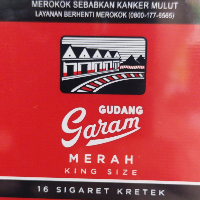 MEROKOK SEBABKAN KANKER MULUT
LAYANAN BERHENTI MEROKOK (0800-177-6565)
GUDANG
Garam
MERAH
KING SIZE
16 SIGARET KRETEK